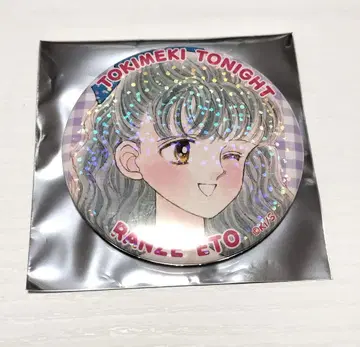 TOKIMEKI TONIGHT
RANZE ETO
©K.I/S